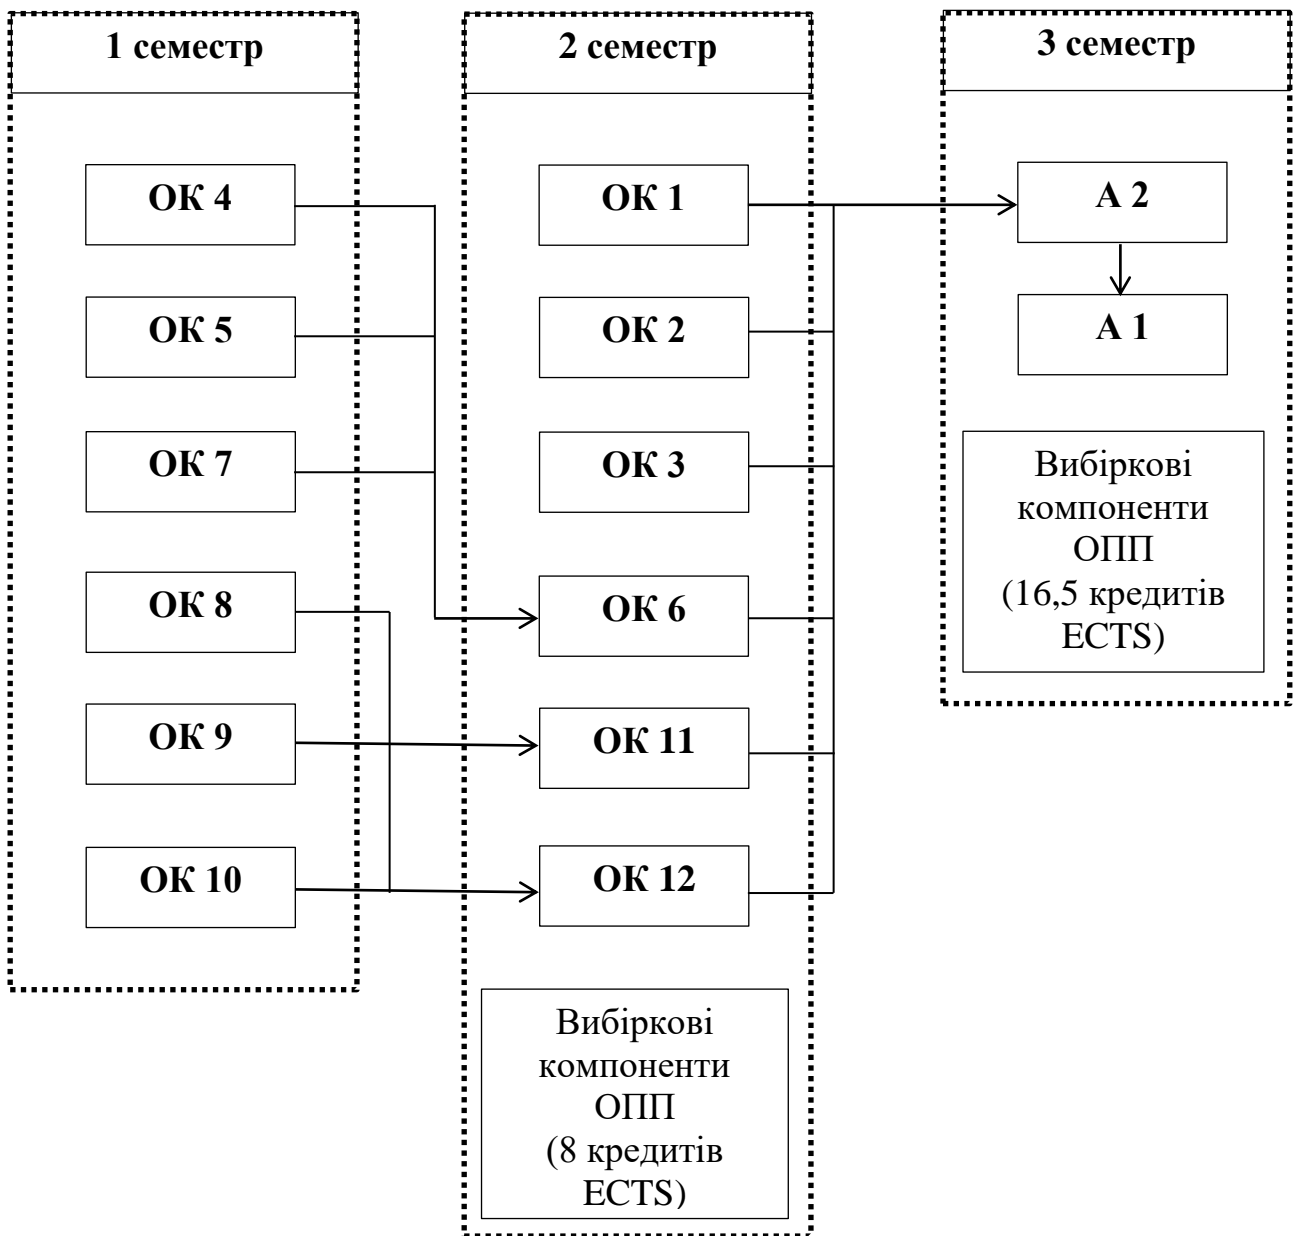 1 семестр
ОК 4
ОК 5
ОК 7
ОК 8
ОК 9
ОК 10
2 семестр
ОК 1
ОК 2
ОК 3
ОК 6
ОК 11
ОК 12
Вибіркові
компоненти
ОПП
(8 кредитів
ECTS)
3 семестр
А 2
А 1
Вибіркові
компоненти
ОПП
(16,5 кредитів
ECTS)